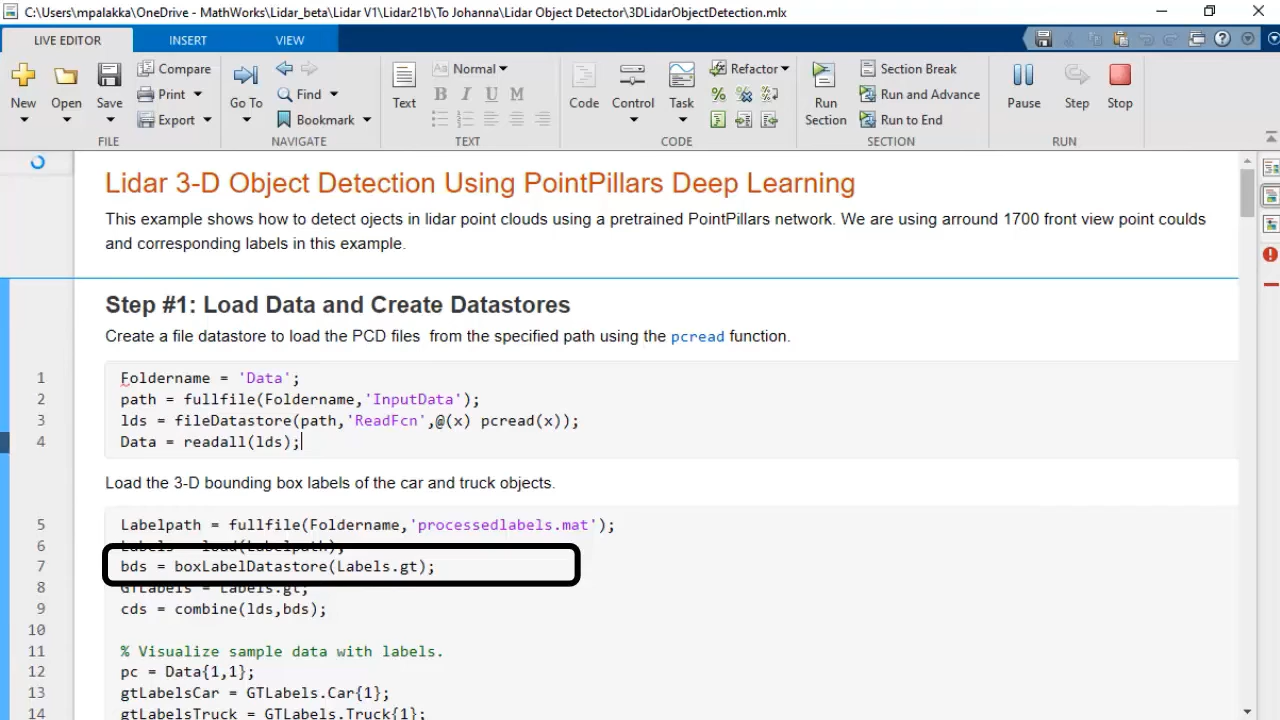 C:\Users\mpalakka\OneDrive - MathWorks\Lidar_beta\Lidar V1\Lidar21b\To Johanna\Lidar Object Detector\3DLidarObjectDetection.mlx
LIVE EDITOR INSERT VIEW
New Open Save Compare Print Export
Go To Find Bookmark
Text Normal B I U M
Code Control Task Refactor
Run Section Section Break Run and Advance Run to End
Pause Step Stop
FILE NAVIGATE TEXT CODE SECTION RUN
Lidar 3-D Object Detection Using PointPillars Deep Learning
This example shows how to detect ojects in lidar point clouds using a pretrained PointPillars network. We are using arround 1700 front view point coulds
and corresponding labels in this example.
Step #1: Load Data and Create Datastores
Create a file datastore to load the PCD files  from the specified path using the pcread function.
1 Foldername = 'Data';
2 path = fullfile(Foldername,'InputData');
3 lds = fileDatastore(path,'ReadFcn',@(x) pcread(x));
4 Data = readall(lds);
Load the 3-D bounding box labels of the car and truck objects.
5 Labelpath = fullfile(Foldername,'processedlabels.mat');
6 Labels = load(Labelpath);
7 bds = boxLabelDatastore(Labels.gt);
8 GTLabels = Labels.gt;
9 cds = combine(lds,bds);
10
11 % Visualize sample data with labels.
12 pc = Data{1,1};
13 gtLabelsCar = GTLabels.Car{1};
14 gtLabelsTruck = GTLabels.Truck{1};